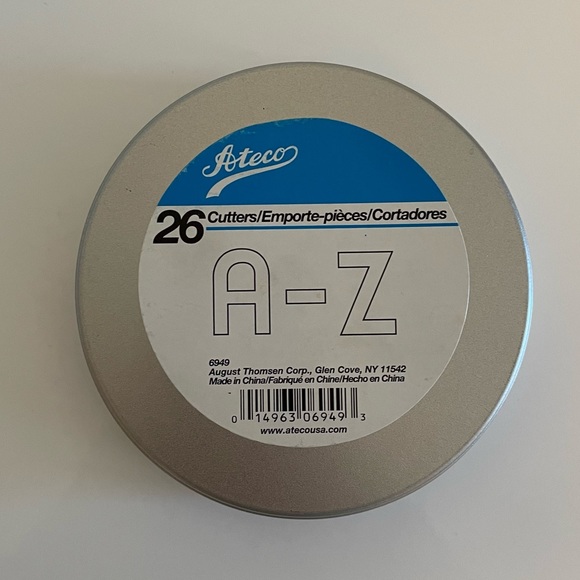 Ateco
26 Cutters/Emporte-pièces/Cortadores
A-Z
6949
August Thomsen Corp., Glen Cove, NY 11542
Made in China/Fabriqué en Chine/Hecho en China
0 14963 06949 3
www.atecousa.com